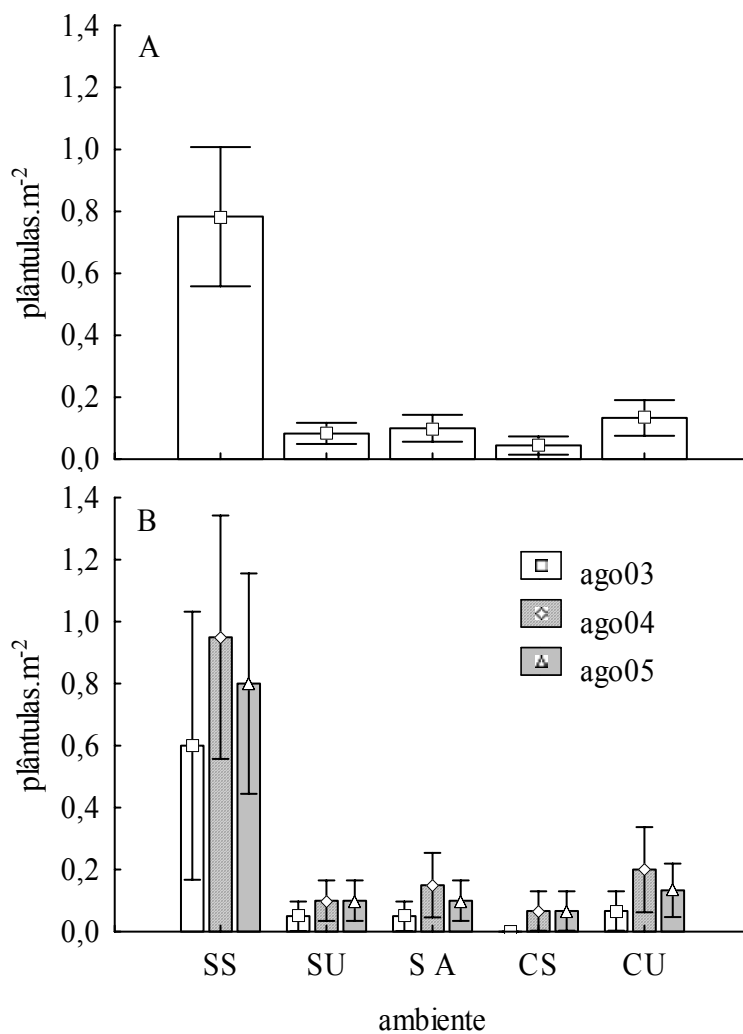 A
plântulas.m-2
1,4
1,2
1,0
0,8
0,6
0,4
0,2
0,0
B
plântulas.m-2
1,4
1,2
1,0
0,8
0,6
0,4
0,2
0,0
ago03
ago04
ago05
SS SU S A CS CU
ambiente